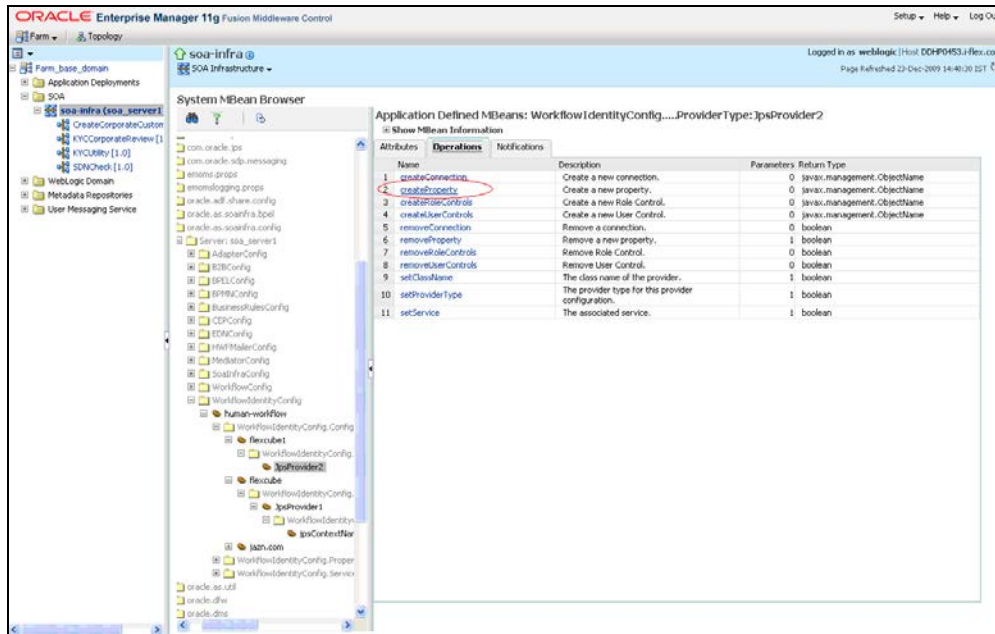 ORACLE Enterprise Manager 11g Fusion Middleware Control
Setup Help Log Ou
Farm Topology
Farm_base_domain
Application Deployments
SOA
soa-infra (soa_server1
CreateCorporateCustom
KYCCorporateReview [1
KYCUtility [1.0]
SDNCheck [1.0]
WebLogic Domain
Metadata Repositories
User Messaging Service
soa-infra
SOA Infrastructure
Logged in as weblogic|Host DDHP0453.i-flex.co
Page Refreshed 23-Dec-2009 14:40:30 IST
System MBean Browser
com.oracle.jps
com.oracle.sdp.messaging
emoms.props
emomslogging.props
oracle.adf.share.config
oracle.as.soainfra.bpel
oracle.as.soainfra.config
Server: soa_server1
AdapterConfig
B2BConfig
BPELConfig
BPMNConfig
BusinessRulesConfig
CEPConfig
EDNConfig
HWFMailerConfig
MediatorConfig
SoaInfraConfig
WorkflowConfig
WorkflowIdentityConfig
human-workflow
WorkflowIdentityConfig.Config
flexcube1
WorkflowIdentityConfig.
JpsProvider2
flexcube
WorkflowIdentityConfig.
JpsProvider1
WorkflowIdentity
jpsContextNar
jazn.com
WorkflowIdentityConfig.Proper
WorkflowIdentityConfig.Service
oracle.as.util
oracle.dfw
oracle.dms
Application Defined MBeans: WorkflowIdentityConfig.....ProviderType:JpsProvider2
Show MBean Information
Attributes Operations Notifications
Name Description Parameters Return Type
1 createConnection Create a new connection. 0 javax.management.ObjectName
2 createProperty Create a new property. 0 javax.management.ObjectName
3 createRoleControls Create a new Role Control. 0 javax.management.ObjectName
4 createUserControls Create a new User Control. 0 javax.management.ObjectName
5 removeConnection Remove a connection. 0 boolean
6 removeProperty Remove a new property. 1 boolean
7 removeRoleControls Remove Role Control. 0 boolean
8 removeUserControls Remove User Control. 0 boolean
9 setClassName The class name of the provider. 1 boolean
10 setProviderType The provider type for this provider configuration. 1 boolean
11 setService The associated service. 1 boolean